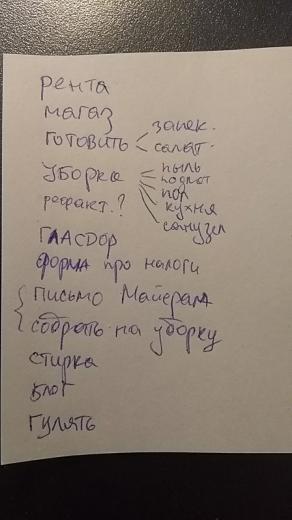 рента
магаз
готовить
запек.
салат.
уборка
пыль
подмот
пол
кухня
санузел
рефакт.?
гласдор
форма про налоги
письмо Майерам
собрать на уборку
стирка
блог
гулять